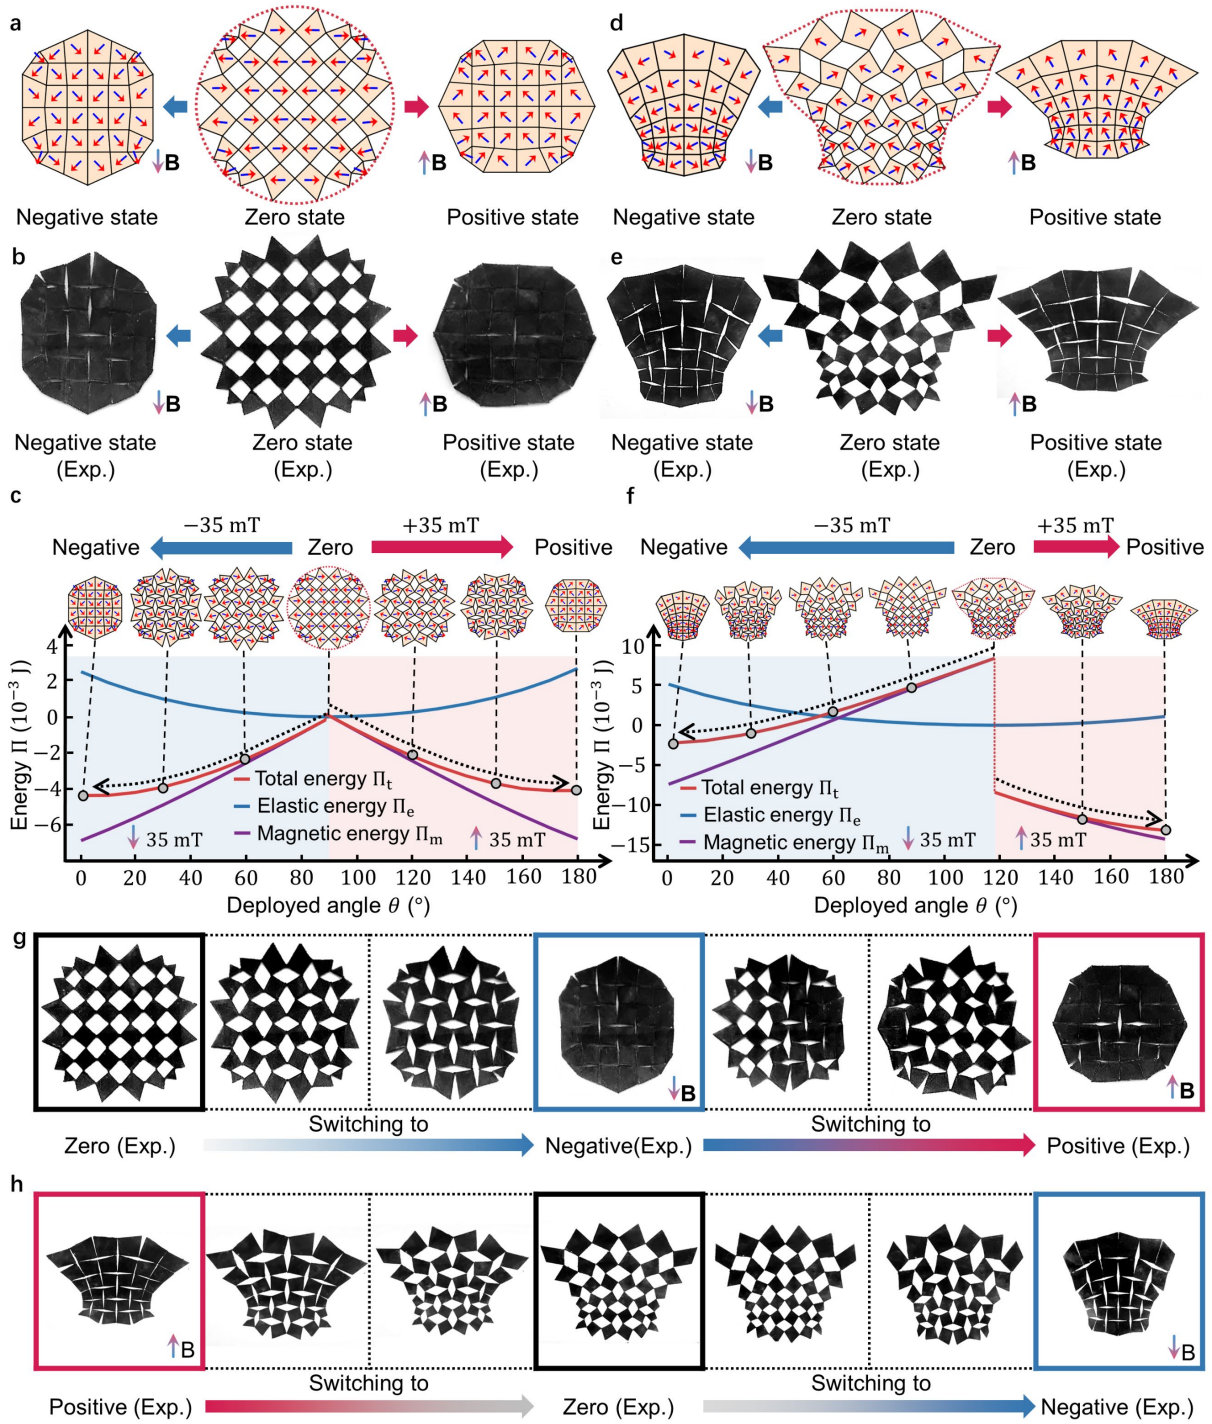 a
d
B
B
B
B
Negative state
Zero state
Positive state
Negative state
Zero state
Positive state
b
e
B
B
B
B
Negative state
(Exp.)
Zero state
(Exp.)
Positive state
(Exp.)
Negative state
(Exp.)
Zero state
(Exp.)
Positive state
(Exp.)
c
−35 mT
+35 mT
Negative
Zero
Positive
Energy Π (10⁻³ J)
4
2
0
−2
−4
−6
Total energy Πt
Elastic energy Πe
Magnetic energy Πm
35 mT
35 mT
0 20 40 60 80 100 120 140 160 180
Deployed angle θ (°)
f
−35 mT
+35 mT
Negative
Zero
Positive
Energy Π (10⁻³ J)
10
5
0
−5
−10
−15
Total energy Πt
Elastic energy Πe
Magnetic energy Πm
35 mT
35 mT
0 20 40 60 80 100 120 140 160 180
Deployed angle θ (°)
g
B
B
Switching to
Switching to
Zero (Exp.)
Negative(Exp.)
Positive (Exp.)
h
B
B
Switching to
Switching to
Positive (Exp.)
Zero (Exp.)
Negative (Exp.)